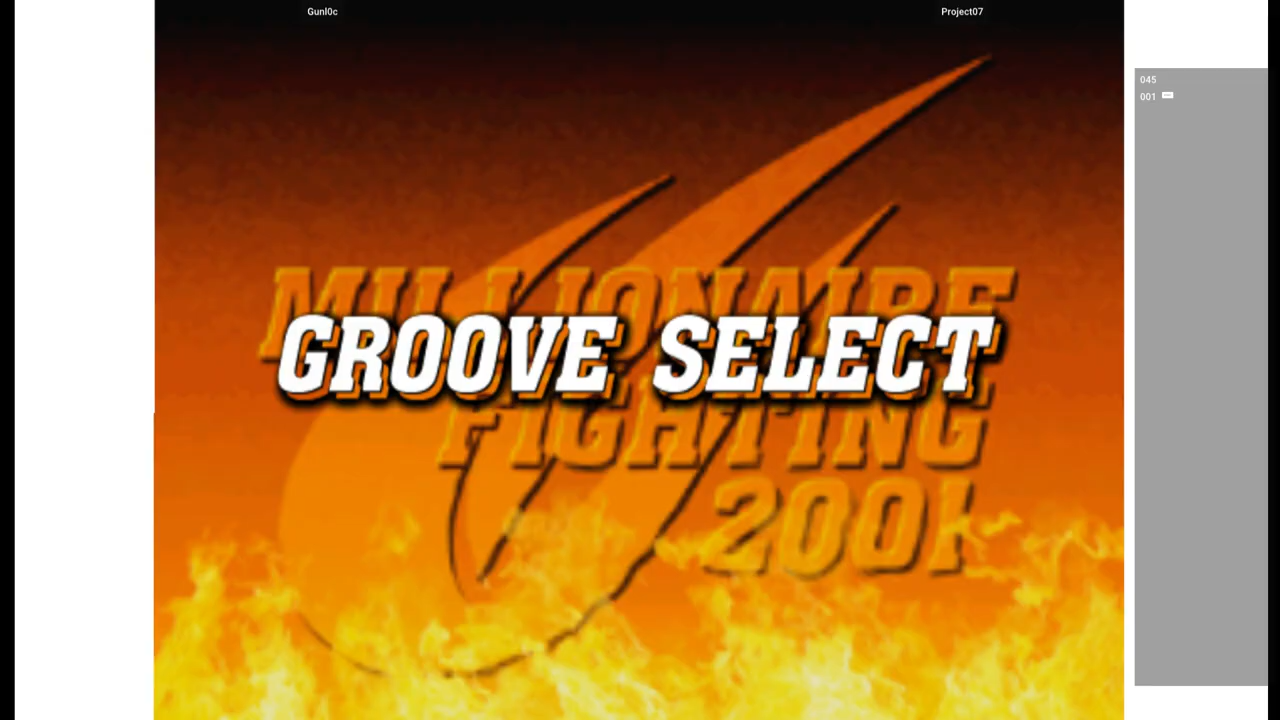 Gunl0c
Project07
045
001
MILLIONAIRE
GROOVE SELECT
FIGHTING
2001